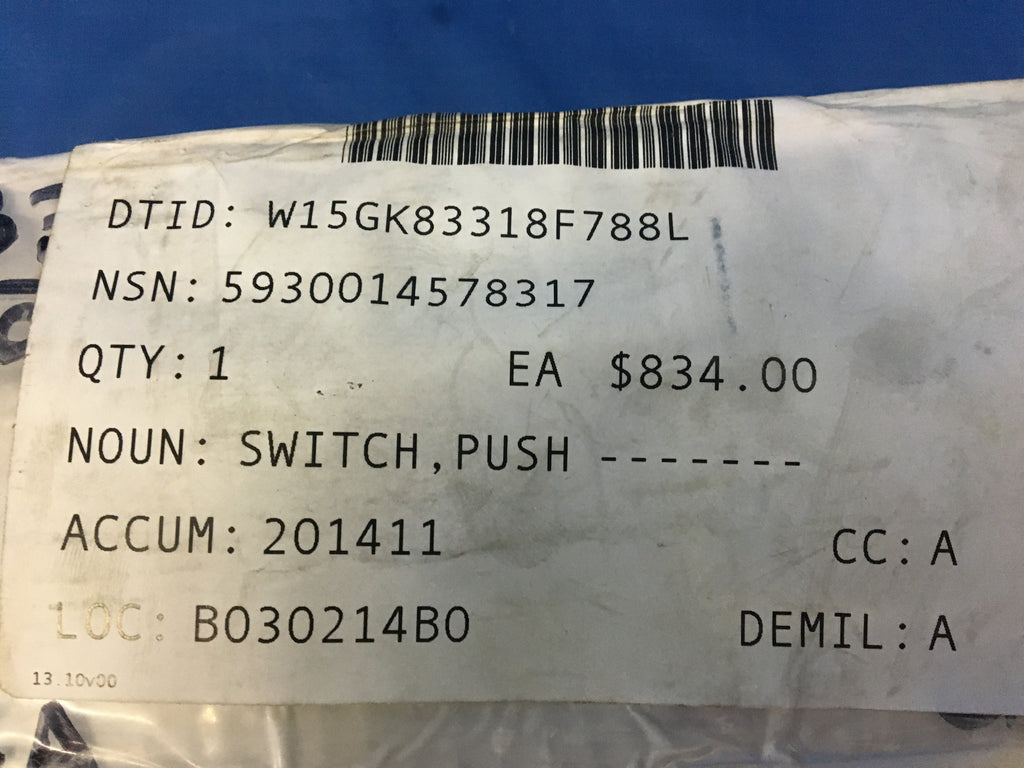 DTID: W15GK83318F788L
NSN: 5930014578317
QTY: 1 EA $834.00
NOUN: SWITCH,PUSH -------
ACCUM: 201411 CC: A
LOC: B030214B0 DEMIL: A
13.10v00